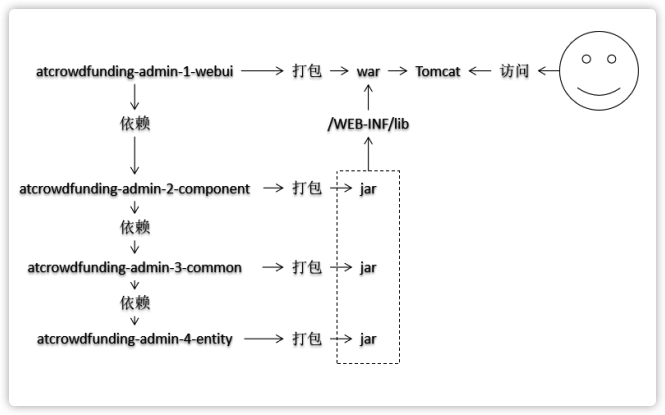 atcrowdfunding-admin-1-webui 打包 war Tomcat 访问
依赖 /WEB-INF/lib
atcrowdfunding-admin-2-component 打包 jar
依赖
atcrowdfunding-admin-3-common 打包 jar
依赖
atcrowdfunding-admin-4-entity 打包 jar